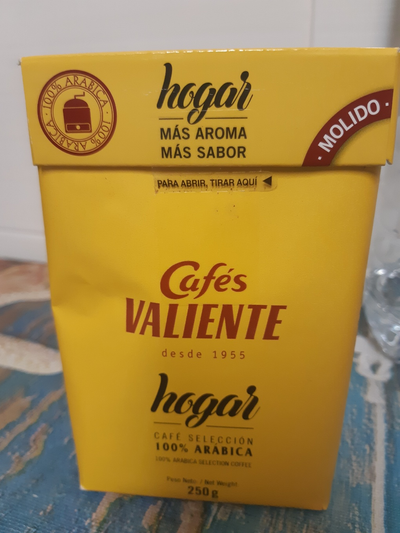 · 100% ARABICA ·
100% ARABICA
hogar
MÁS AROMA
MÁS SABOR
· MOLIDO ·
PARA ABRIR, TIRAR AQUÍ
Cafés
VALIENTE
desde 1955
hogar
CAFÉ SELECCIÓN
100% ARÁBICA
100% ARABICA SELECTION COFFEE
Peso Neto / Net Weight
250 g